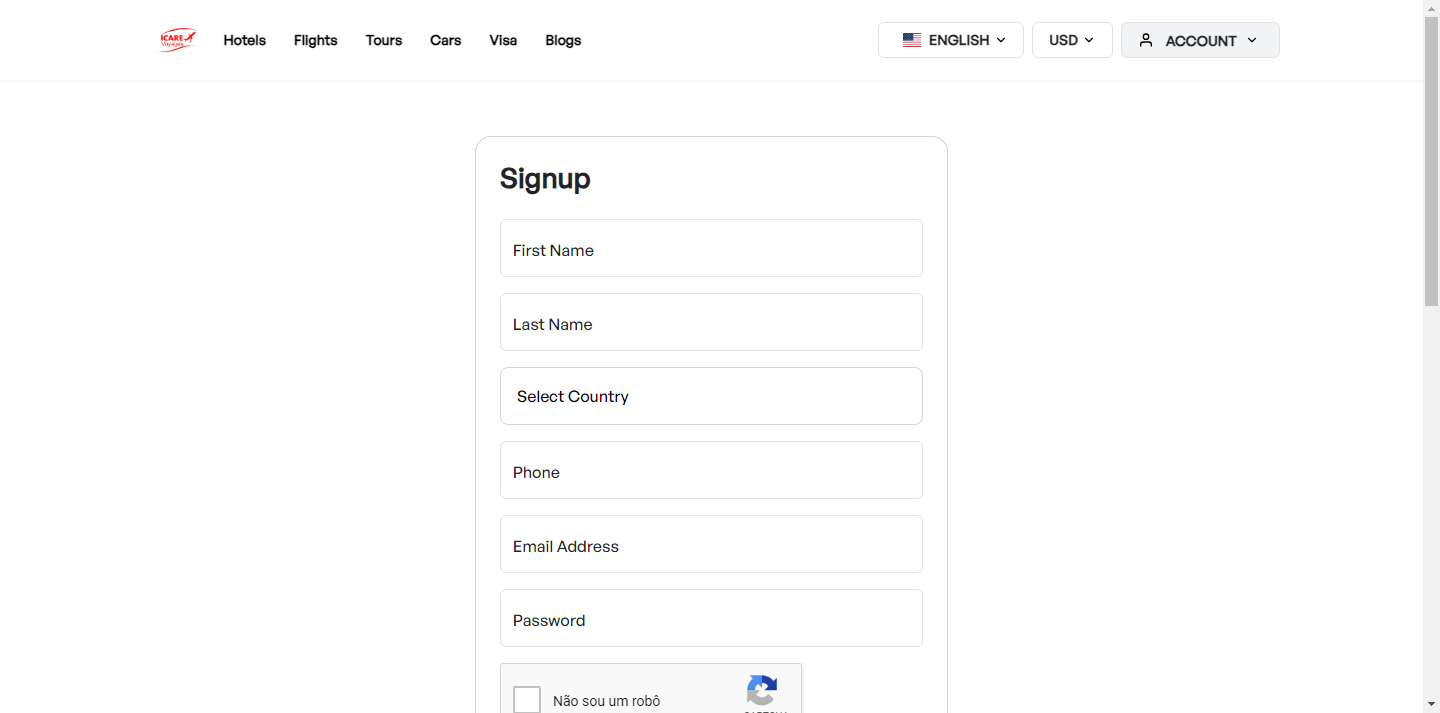 ICARE
Voyages
Hotels
Flights
Tours
Cars
Visa
Blogs
ENGLISH
USD
ACCOUNT
Signup
First Name
Last Name
Select Country
Phone
Email Address
Password
Não sou um robô